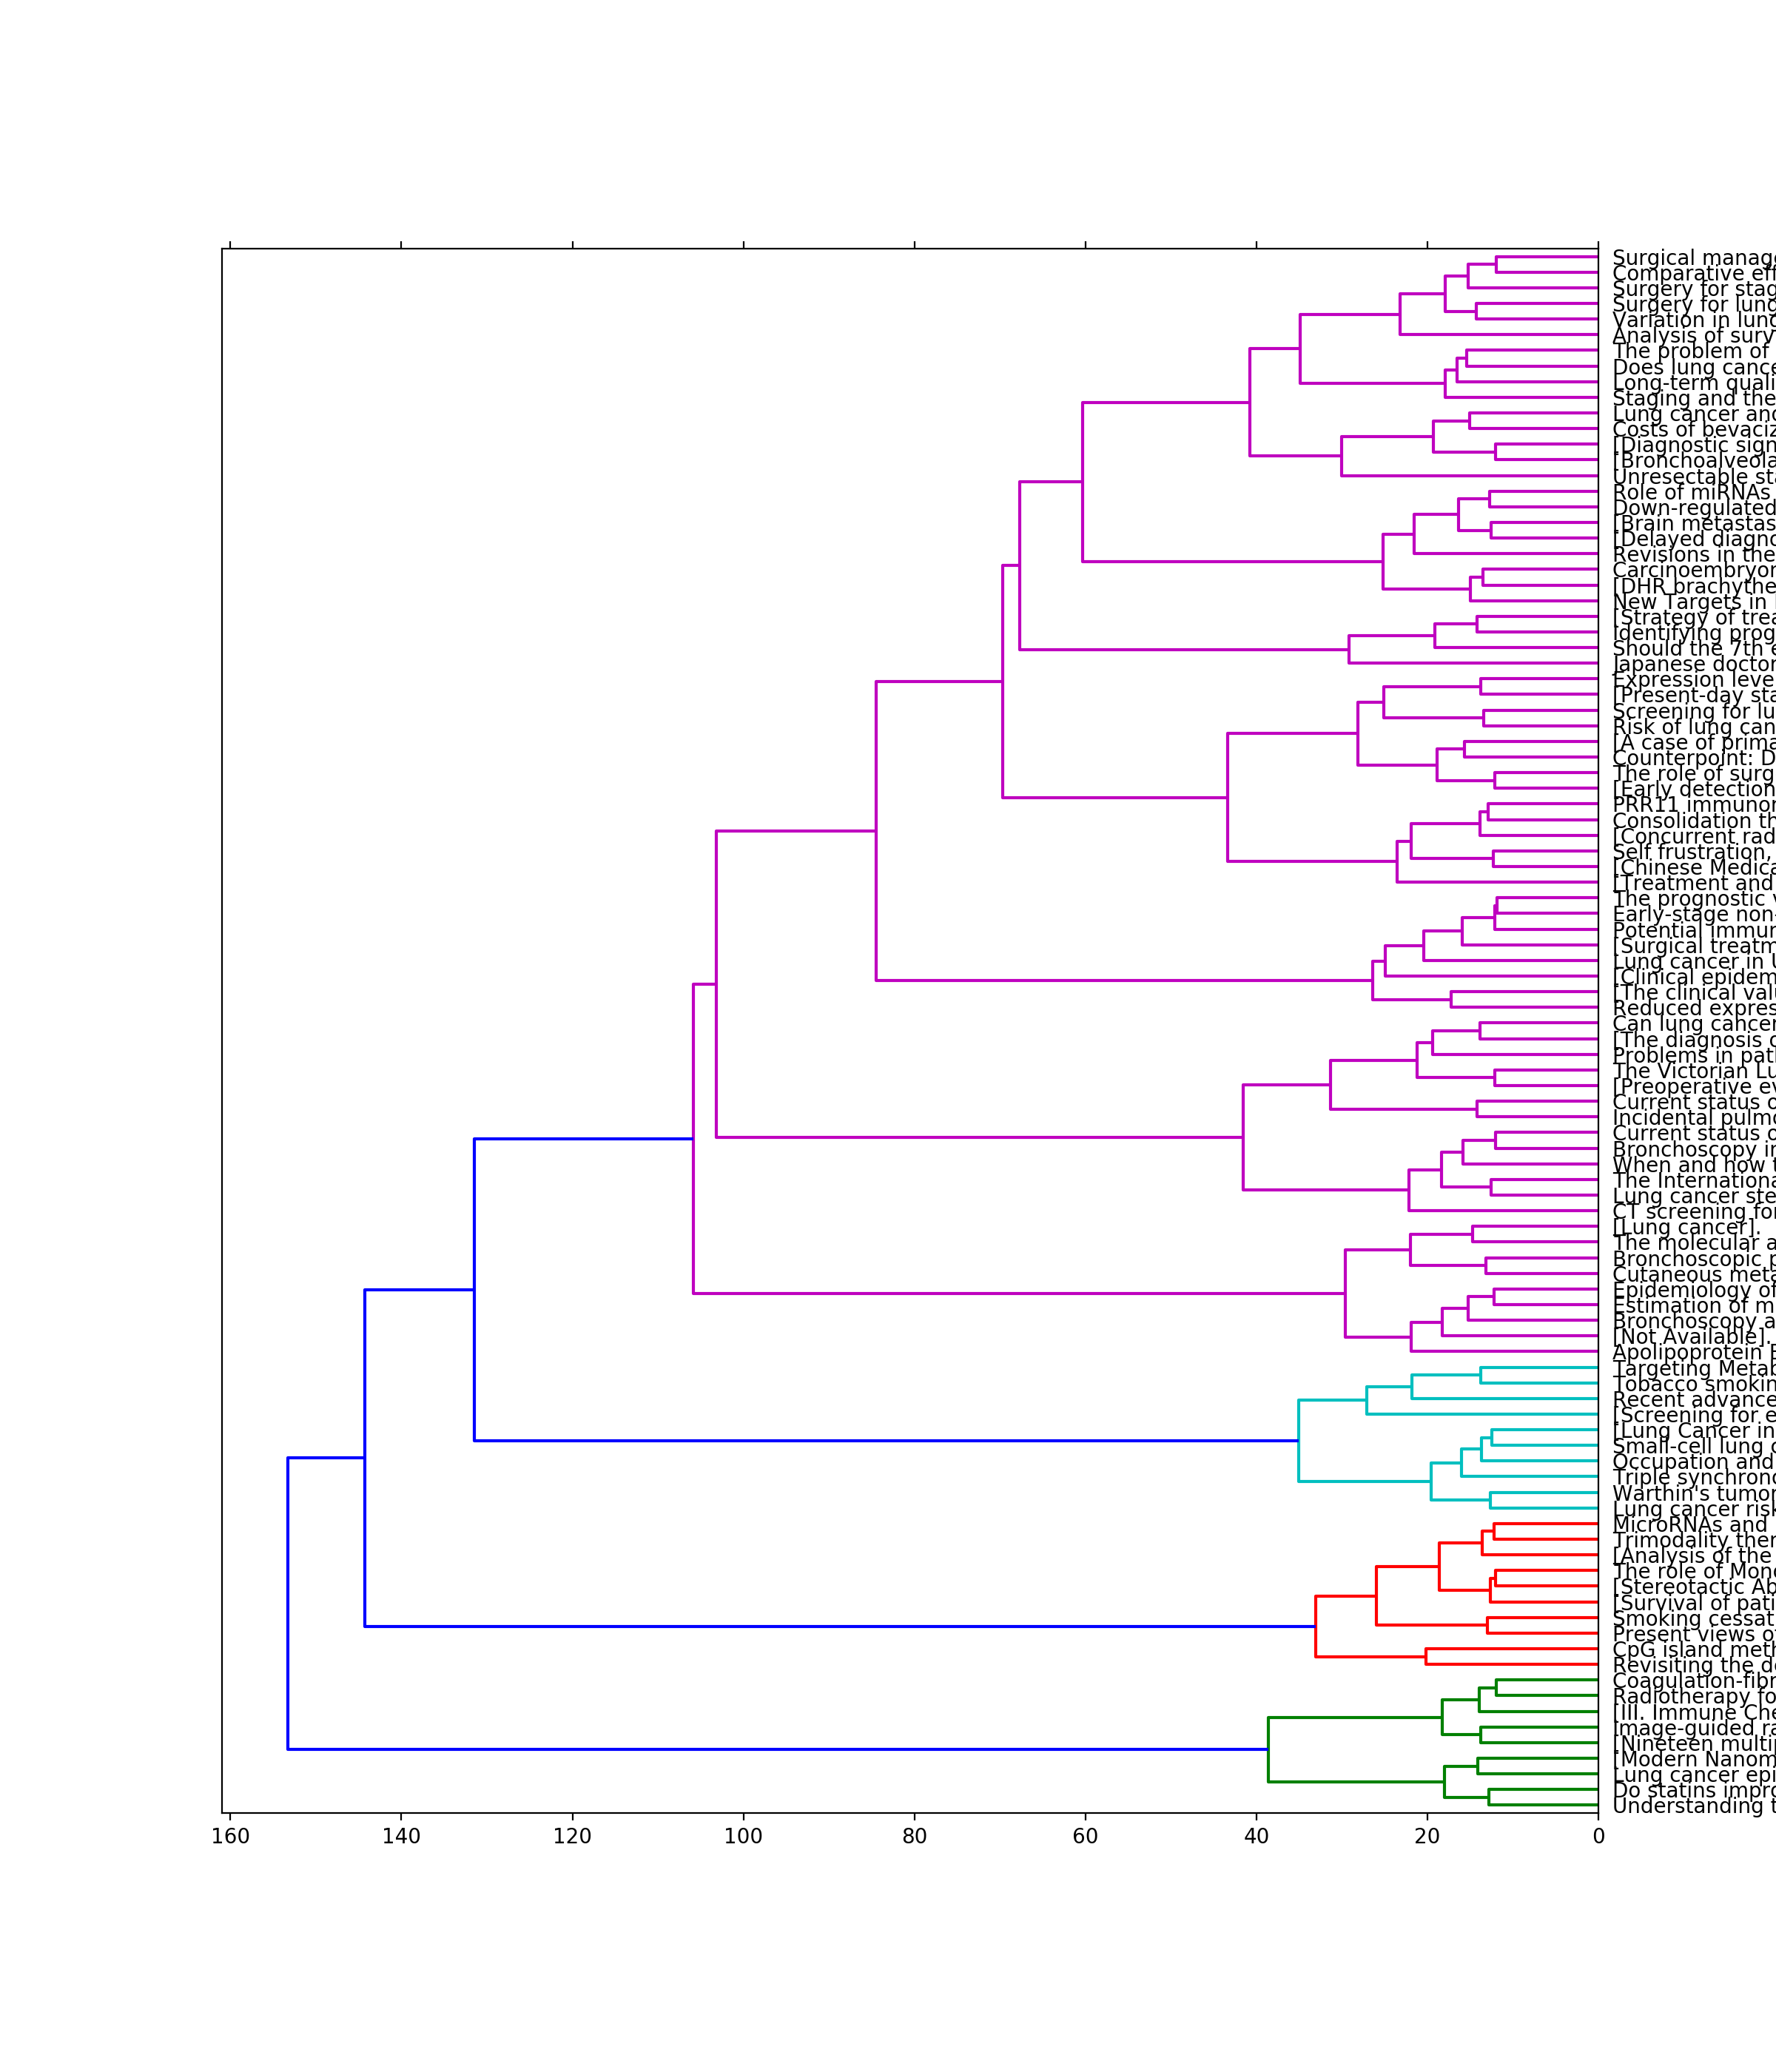 Surgical manag
Comparative eff
Surgery for stag
Surgery for lung
Variation in lung
Analysis of surv
The problem of
Does lung cance
Long-term quali
Staging and the
Lung cancer and
Costs of bevaciz
[Diagnostic sign
[Bronchoalveola
Unresectable sta
Role of miRNAs
Down-regulated
[Brain metastas
[Delayed diagno
Revisions in the
Carcinoembryon
[DHR brachythe
New Targets in
[Strategy of trea
Identifying prog
Should the 7th e
Japanese doctor
Expression leve
[Present-day sta
Screening for lu
Risk of lung can
[A case of prima
Counterpoint: D
The role of surg
[Early detection
PRR11 immunor
Consolidation th
[Concurrent rad
Self frustration,
[Chinese Medica
[Treatment and
The prognostic v
Early-stage non-
Potential immun
[Surgical treatm
Lung cancer in U
[Clinical epidem
[The clinical valu
Reduced expres
Can lung cancer
[The diagnosis o
Problems in path
The Victorian Lu
[Preoperative ev
Current status o
Incidental pulmo
Current status o
Bronchoscopy in
When and how t
The Internationa
Lung cancer ste
CT screening for
[Lung cancer].
The molecular a
Bronchoscopic p
Cutaneous meta
Epidemiology of
Estimation of m
Bronchoscopy a
[Not Available].
Apolipoprotein E
Targeting Metab
Tobacco smokin
Recent advance
[Screening for e
[Lung Cancer in
Small-cell lung c
Occupation and
Triple synchrono
Warthin's tumor
Lung cancer risk
MicroRNAs and
Trimodality ther
[Analysis of the
The role of Mono
[Stereotactic Ab
[Survival of pati
Smoking cessat
Present views o
CpG island meth
Revisiting the d
Coagulation-fibr
Radiotherapy fo
[III. Immune Che
Image-guided ra
[Nineteen multip
[Modern Nanom
Lung cancer epi
Do statins impro
Understanding t
160 140 120 100 80 60 40 20 0